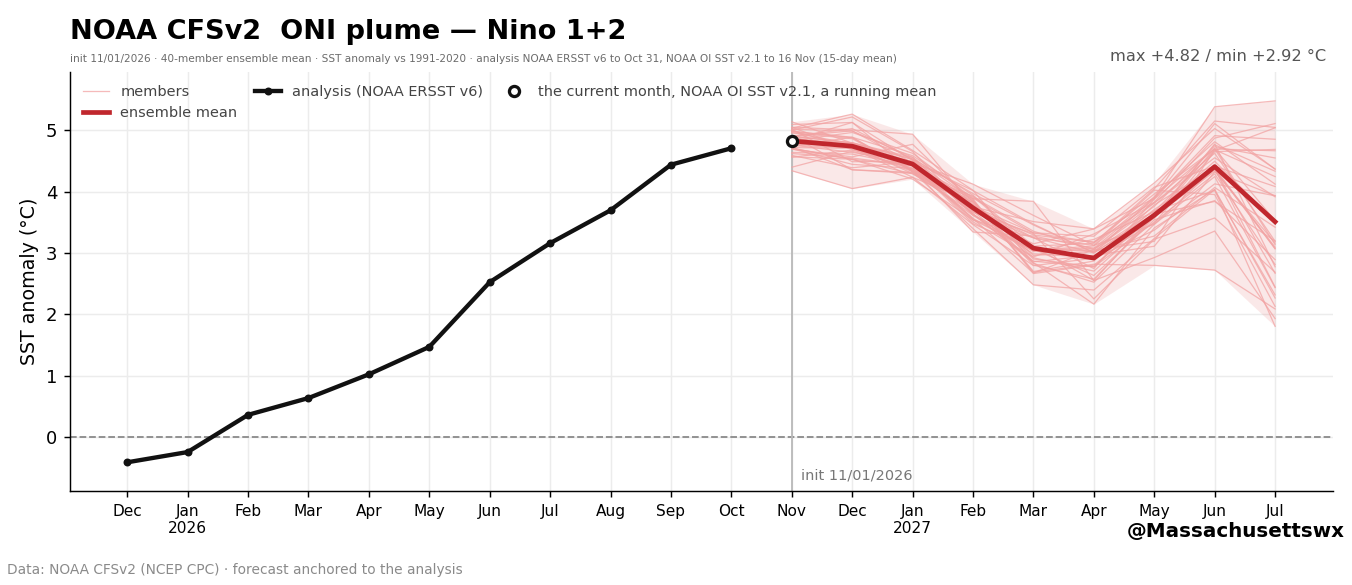 NOAA CFSv2  ONI plume — Nino 1+2
init 11/01/2026 · 40-member ensemble mean · SST anomaly vs 1991-2020 · analysis NOAA ERSST v6 to Oct 31, NOAA OI SST v2.1 to 16 Nov (15-day mean)
max +4.82 / min +2.92 °C
members
ensemble mean
analysis (NOAA ERSST v6)
the current month, NOAA OI SST v2.1, a running mean
SST anomaly (°C)
5
4
3
2
1
0
init 11/01/2026
Dec Jan Feb Mar Apr May Jun Jul Aug Sep Oct Nov Dec Jan Feb Mar Apr May Jun Jul
2026 2027
@Massachusettswx
Data: NOAA CFSv2 (NCEP CPC) · forecast anchored to the analysis